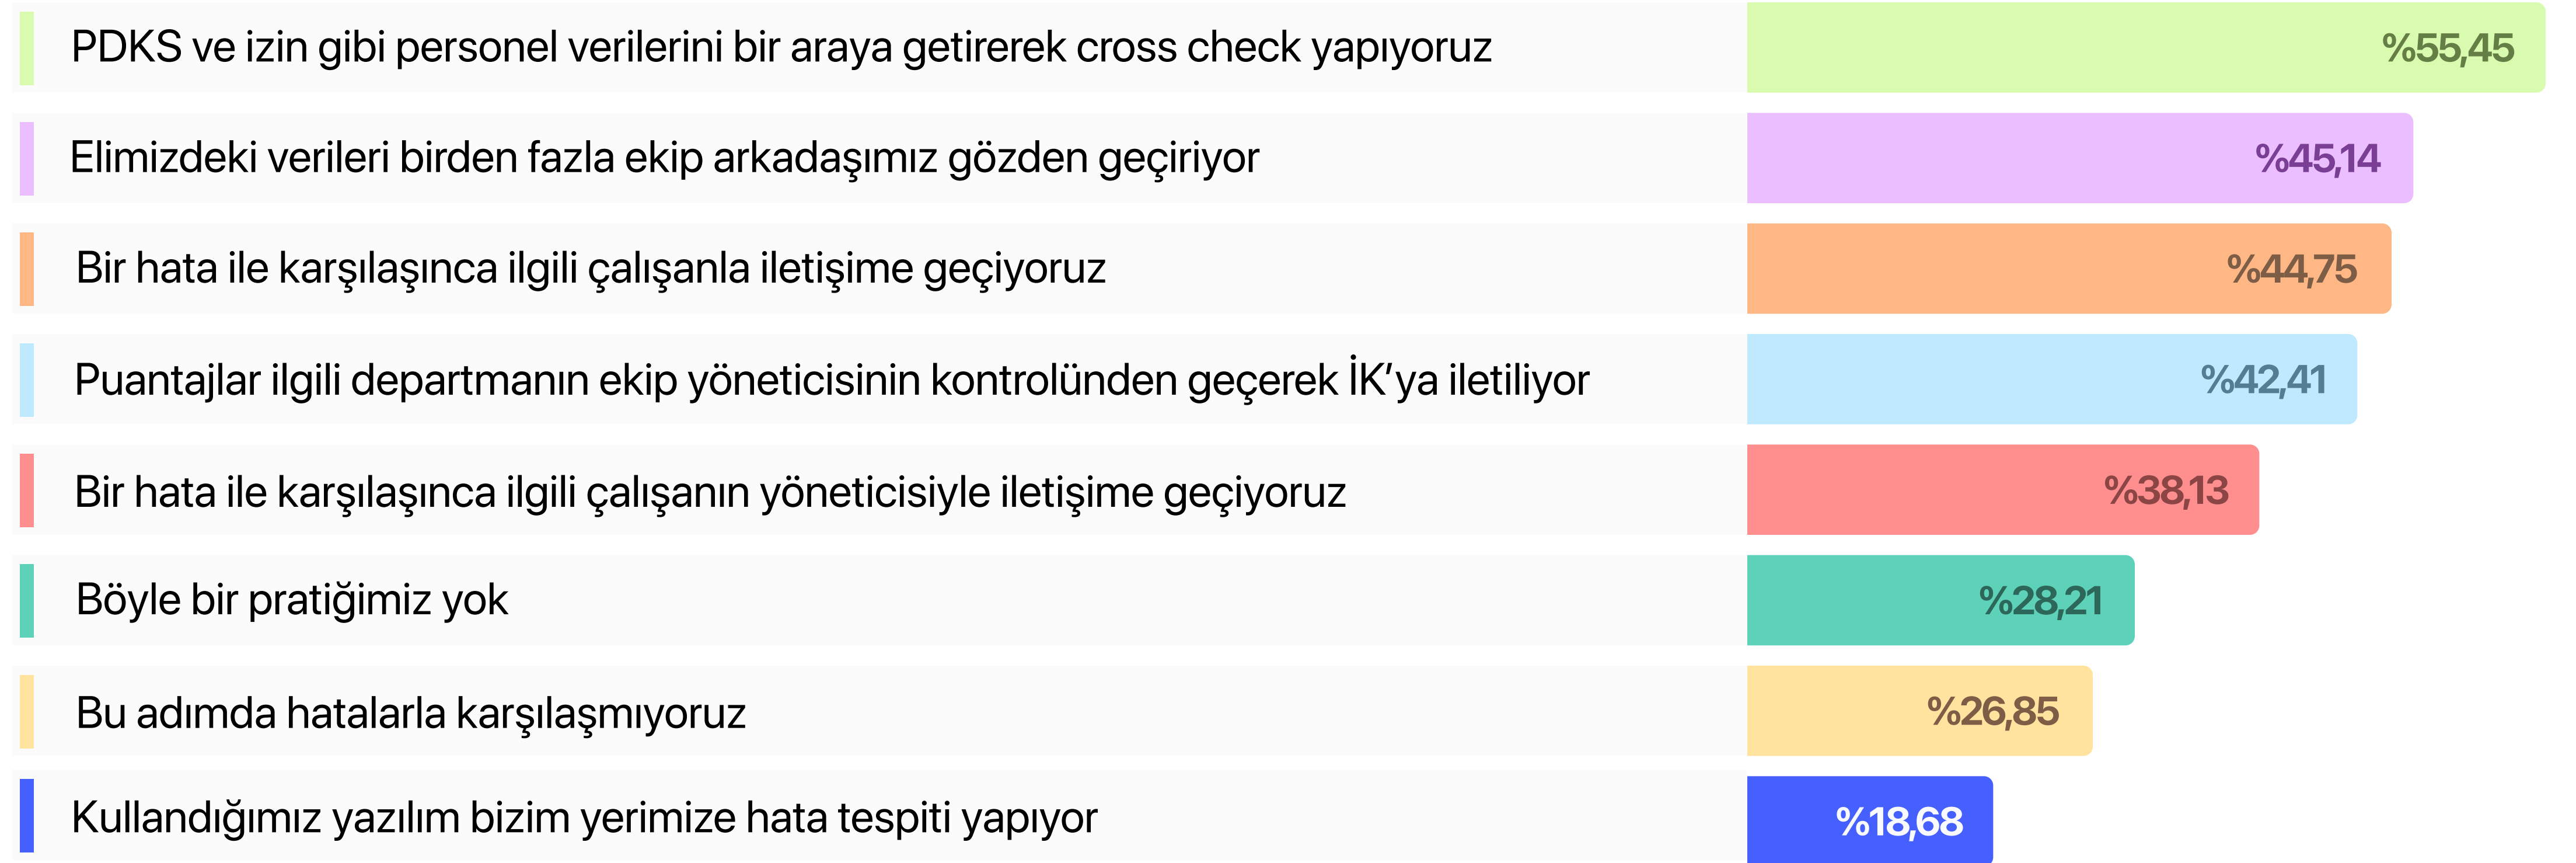 PDKS ve izin gibi personel verilerini bir araya getirerek cross check yapıyoruz %55,45
Elimizdeki verileri birden fazla ekip arkadaşımız gözden geçiriyor %45,14
Bir hata ile karşılaşınca ilgili çalışanla iletişime geçiyoruz %44,75
Puantajlar ilgili departmanın ekip yöneticisinin kontrolünden geçerek İK’ya iletiliyor %42,41
Bir hata ile karşılaşınca ilgili çalışanın yöneticisiyle iletişime geçiyoruz %38,13
Böyle bir pratiğimiz yok %28,21
Bu adımda hatalarla karşılaşmıyoruz %26,85
Kullandığımız yazılım bizim yerimize hata tespiti yapıyor %18,68